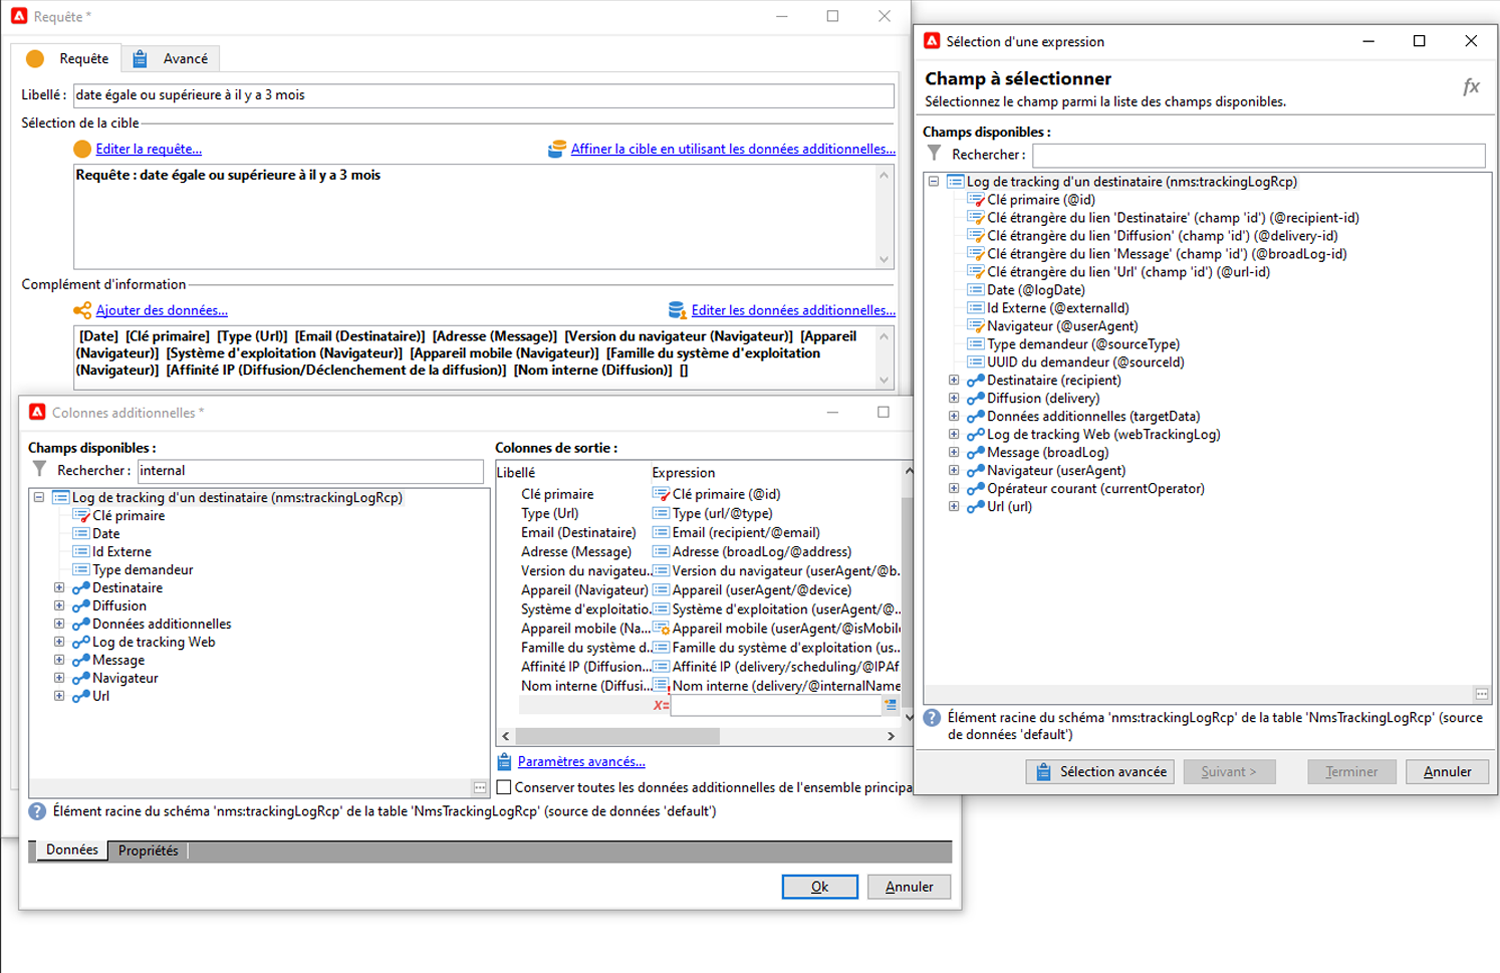 Requête *
Requête
Avancé
Libellé :
date égale ou supérieure à il y a 3 mois
Sélection de la cible
Editer la requête...
Affiner la cible en utilisant les données additionnelles...
Requête : date égale ou supérieure à il y a 3 mois
Complément d'information
Ajouter des données...
Editer les données additionnelles...
[Date] [Clé primaire] [Type (Url)] [Email (Destinataire)] [Adresse (Message)] [Version du navigateur (Navigateur)] [Appareil
(Navigateur)] [Système d'exploitation (Navigateur)] [Appareil mobile (Navigateur)] [Famille du système d'exploitation
(Navigateur)] [Affinité IP (Diffusion/Déclenchement de la diffusion)] [Nom interne (Diffusion)] []
Colonnes additionnelles *
Champs disponibles :
Rechercher :
internal
Log de tracking d'un destinataire (nms:trackingLogRcp)
Clé primaire
Date
Id Externe
Type demandeur
Destinataire
Diffusion
Données additionnelles
Log de tracking Web
Message
Navigateur
Url
Colonnes de sortie :
Libellé Expression
Clé primaire Clé primaire (@id)
Type (Url) Type (url/@type)
Email (Destinataire) Email (recipient/@email)
Adresse (Message) Adresse (broadLog/@address)
Version du navigateu... Version du navigateur (userAgent/@b...
Appareil (Navigateur) Appareil (userAgent/@device)
Système d'exploitatio... Système d'exploitation (userAgent/@...
Appareil mobile (Na... Appareil mobile (userAgent/@isMobil
Famille du système d... Famille du système d'exploitation (us...
Affinité IP (Diffusion... Affinité IP (delivery/scheduling/@IPAf
Nom interne (Diffusi... Nom interne (delivery/@internalName
x=
Paramètres avancés...
Conserver toutes les données additionnelles de l'ensemble principa
Élément racine du schéma 'nms:trackingLogRcp' de la table 'NmsTrackingLogRcp' (source de données 'default')
Données
Propriétés
Ok
Annuler
Sélection d'une expression
Champ à sélectionner
Sélectionnez le champ parmi la liste des champs disponibles.
fx
Champs disponibles :
Rechercher :
Log de tracking d'un destinataire (nms:trackingLogRcp)
Clé primaire (@id)
Clé étrangère du lien 'Destinataire' (champ 'id') (@recipient-id)
Clé étrangère du lien 'Diffusion' (champ 'id') (@delivery-id)
Clé étrangère du lien 'Message' (champ 'id') (@broadLog-id)
Clé étrangère du lien 'Url' (champ 'id') (@url-id)
Date (@logDate)
Id Externe (@externalId)
Navigateur (@userAgent)
Type demandeur (@sourceType)
UUID du demandeur (@sourceId)
Destinataire (recipient)
Diffusion (delivery)
Données additionnelles (targetData)
Log de tracking Web (webTrackingLog)
Message (broadLog)
Navigateur (userAgent)
Opérateur courant (currentOperator)
Url (url)
Élément racine du schéma 'nms:trackingLogRcp' de la table 'NmsTrackingLogRcp' (source
de données 'default')
Sélection avancée
Suivant >
Terminer
Annuler